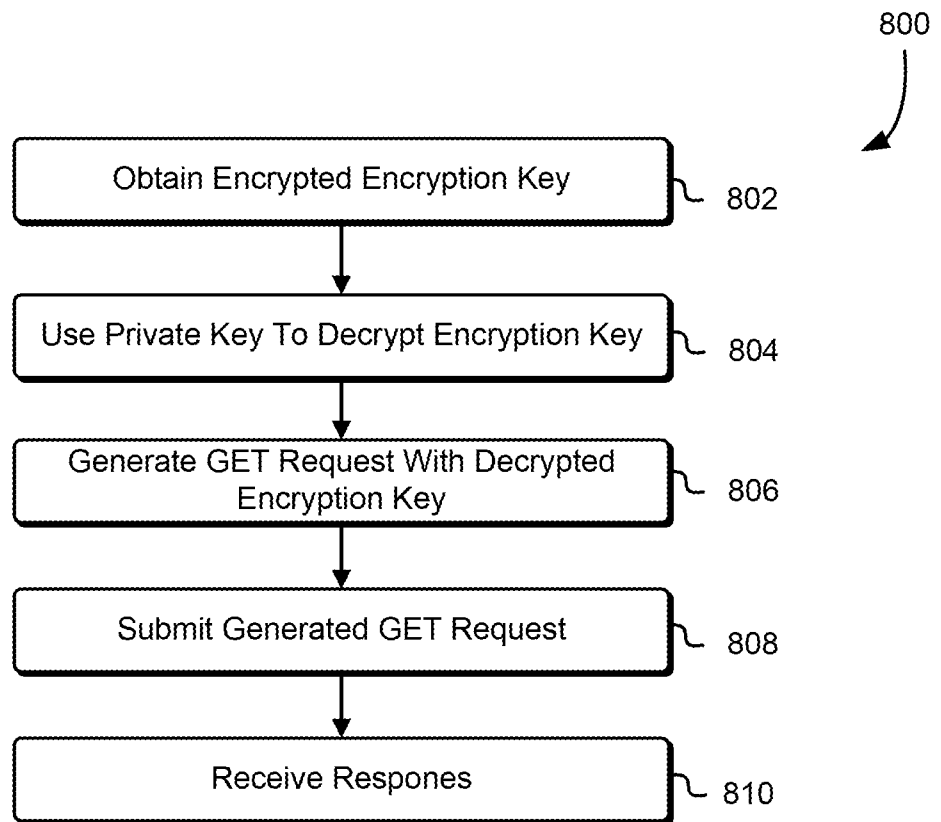 800
Obtain Encrypted Encryption Key
802
Use Private Key To Decrypt Encryption Key
804
Generate GET Request With Decrypted
Encryption Key
806
Submit Generated GET Request
808
Receive Respones
810